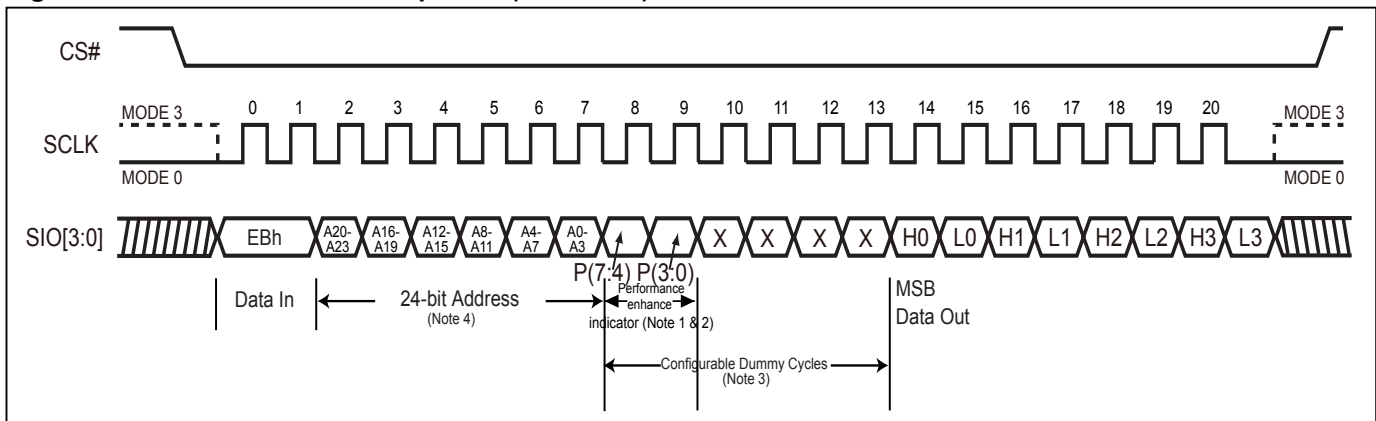 CS#
MODE 3
0 1 2 3 4 5 6 7 8 9 10 11 12 13 14 15 16 17 18 19 20
MODE 3
SCLK
MODE 0
MODE 0
SIO[3:0]
EBh
A20-A23
A16-A19
A12-A15
A8-A11
A4-A7
A0-A3
X X X X H0 L0 H1 L1 H2 L2 H3 L3
P(7:4) P(3:0)
Data In
24-bit Address
(Note 4)
Performance
enhance
indicator (Note 1 & 2)
MSB
Data Out
Configurable Dummy Cycles
(Note 3)